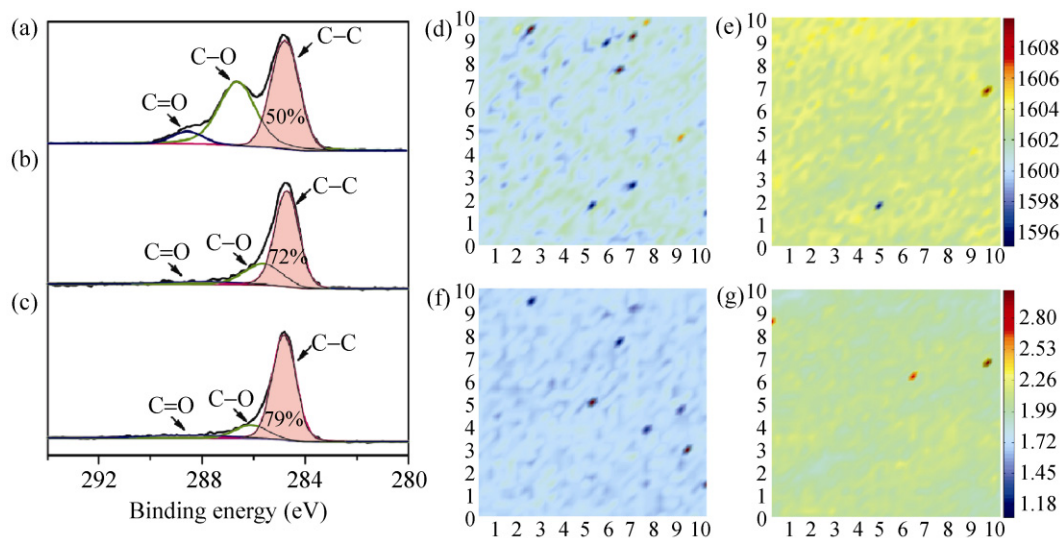 (a)
C−C
C−O
C=O
50%
(b)
C−C
C−O
C=O
72%
(c)
C−C
C−O
C=O
79%
292 288 284 280
Binding energy (eV)
(d)
10
9
8
7
6
5
4
3
2
1
0
1 2 3 4 5 6 7 8 9 10
(e)
10
9
8
7
6
5
4
3
2
1
0
1 2 3 4 5 6 7 8 9 10
1608
1606
1604
1602
1600
1598
1596
(f)
10
9
8
7
6
5
4
3
2
1
0
1 2 3 4 5 6 7 8 9 10
(g)
10
9
8
7
6
5
4
3
2
1
0
1 2 3 4 5 6 7 8 9 10
2.80
2.53
2.26
1.99
1.72
1.45
1.18